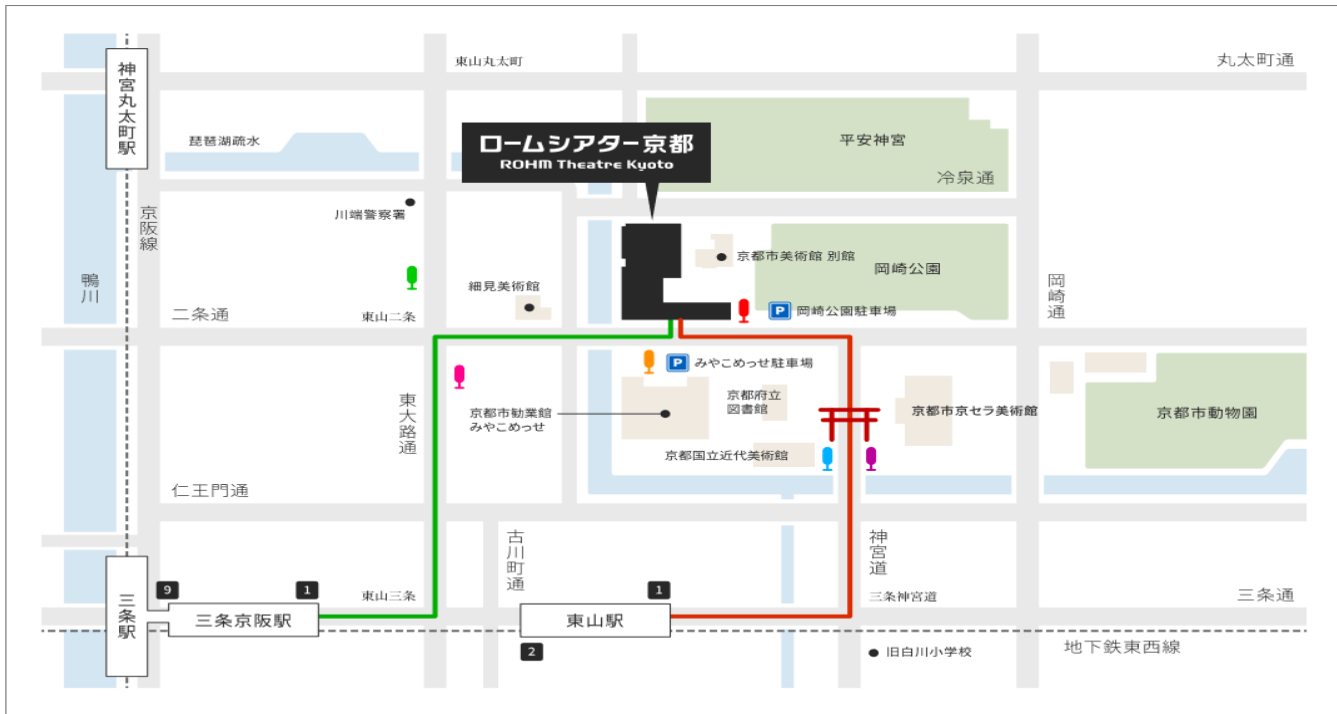 神宮丸太町駅
東山丸太町
丸太町通
琵琶湖疏水
ロームシアター京都
ROHM Theatre Kyoto
平安神宮
冷泉通
京阪線
川端警察署
鴨川
細見美術館
京都市美術館 別館
岡崎公園
岡崎通
二条通
東山二条
P
岡崎公園駐車場
P
みやこめっせ駐車場
東大路通
京都市勧業館
みやこめっせ
京都府立
図書館
京都市京セラ美術館
京都市動物園
京都国立近代美術館
仁王門通
古川町通
神宮道
三条駅
9
1
三条京阪駅
東山三条
1
東山駅
2
三条神宮道
三条通
旧白川小学校
地下鉄東西線